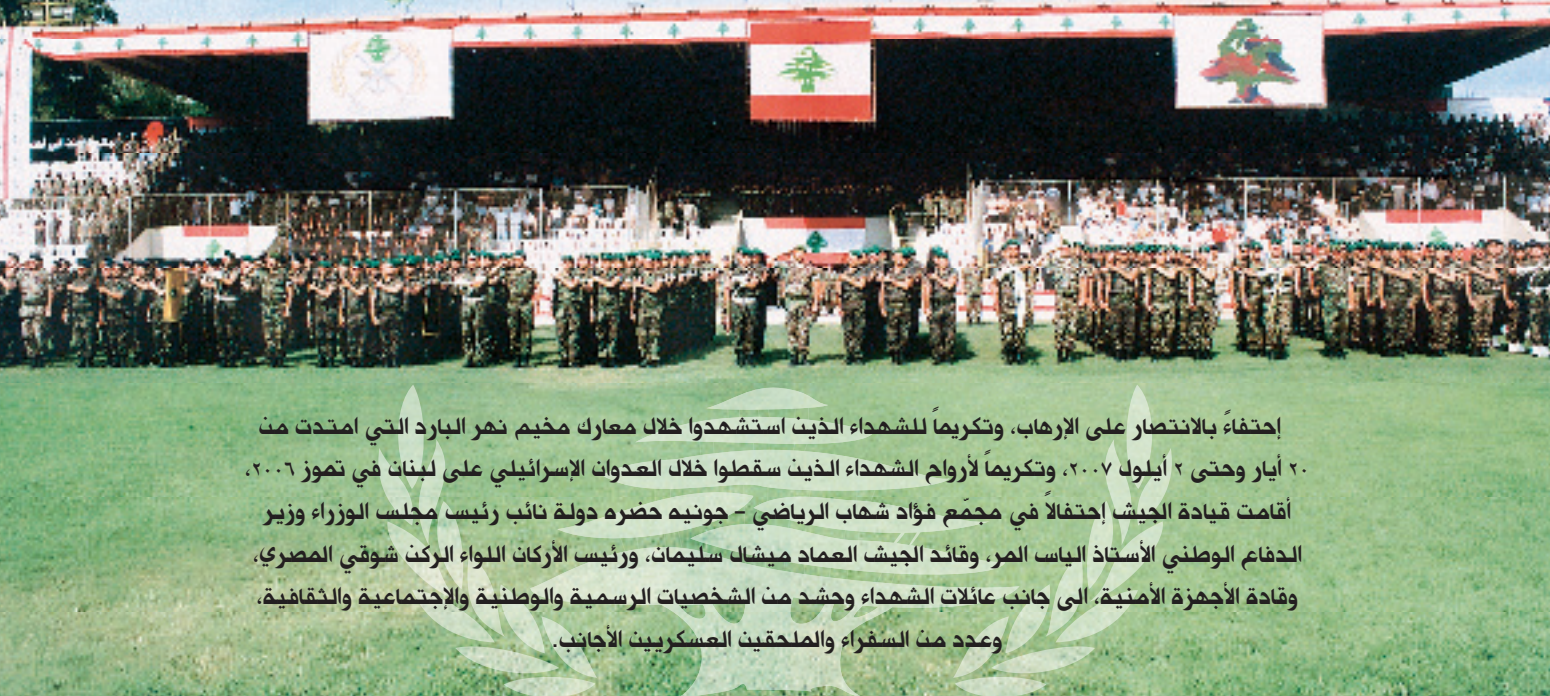 إحتفاءً بالانتصار على الإرهاب، وتكريماً للشهداء الذين استشهدوا خلال معارك مخيم نهر البارد التي امتدت من
٢٠ أيار وحتى ٢ أيلول ٢٠٠٧، وتكريماً لأرواح الشهداء الذين سقطوا خلال العدوان الإسرائيلي على لبنان في تموز ٢٠٠٦،
أقامت قيادة الجيش إحتفالاً في مجمّع فؤاد شهاب الرياضي - جونيه حضره دولة نائب رئيس مجلس الوزراء وزير
الدفاع الوطني الأستاذ الياس المر، وقائد الجيش العماد ميشال سليمان، ورئيس الأركان اللواء الركن شوقي المصري،
وقادة الأجهزة الأمنية، الى جانب عائلات الشهداء وحشد من الشخصيات الرسمية والوطنية والإجتماعية والثقافية،
وعدد من السفراء والملحقين العسكريين الأجانب.